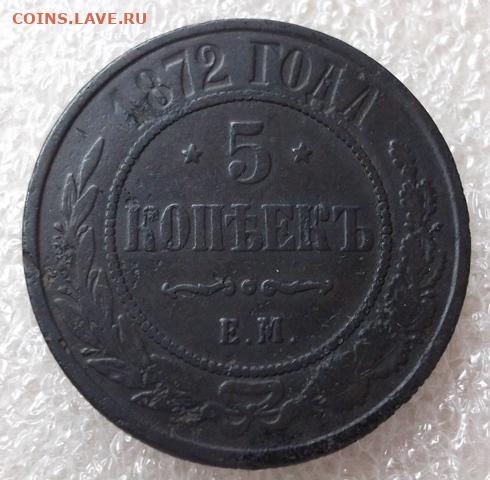 COINS.LAVE.RU
1872 ГОДА
5
КОПѢЕКЪ
Е.М.